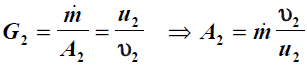 G₂ = ṁ/A₂ = u₂/υ₂ ⇒ A₂ = ṁ υ₂/u₂